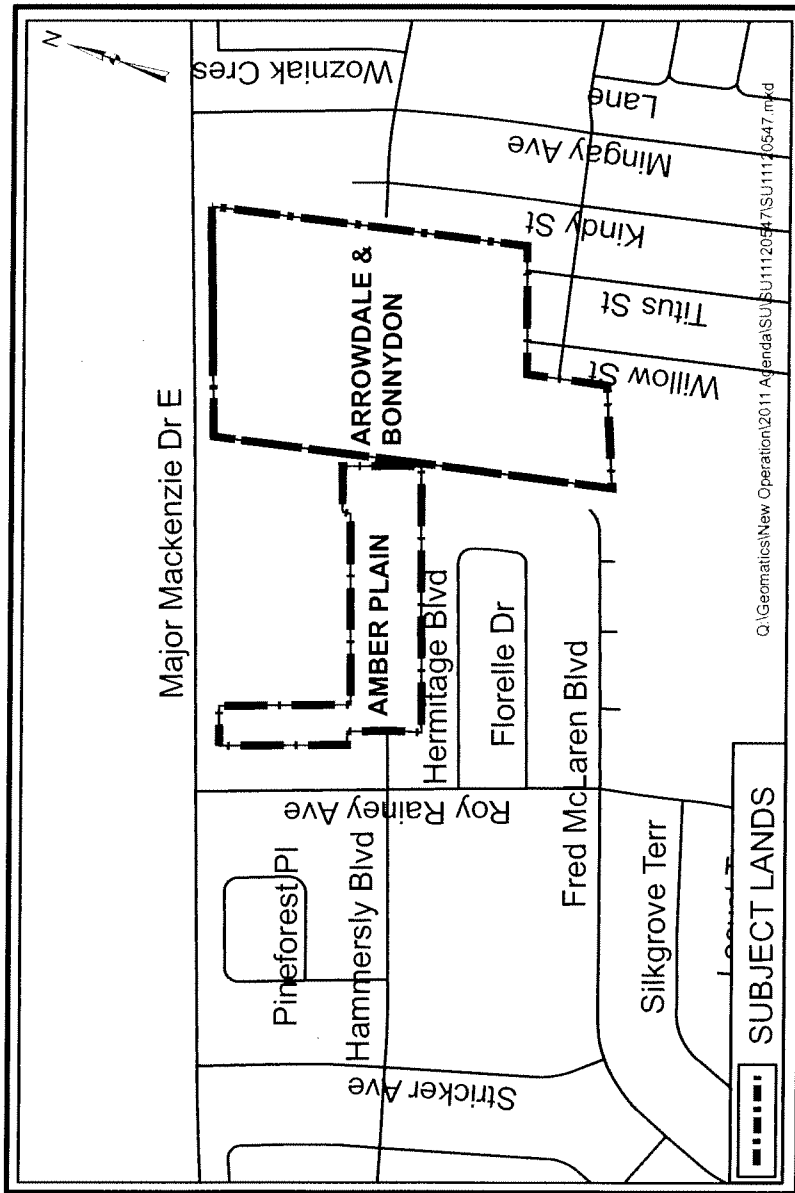 N
Major Mackenzie Dr E
Wozniak Cres
Lane
Mingay Ave
Kindy St
Titus St
Willow St
ARROWDALE &
BONNYDON
AMBER PLAIN
Hermitage Blvd
Florelle Dr
Fred McLaren Blvd
Roy Rainey Ave
Pineforest Pl
Hammersly Blvd
Stricker Ave
Silkgrove Terr
SUBJECT LANDS
Q:\Geomatics\New Operation\2011 Agenda\SU\SU11120547\SU11120547.mxd